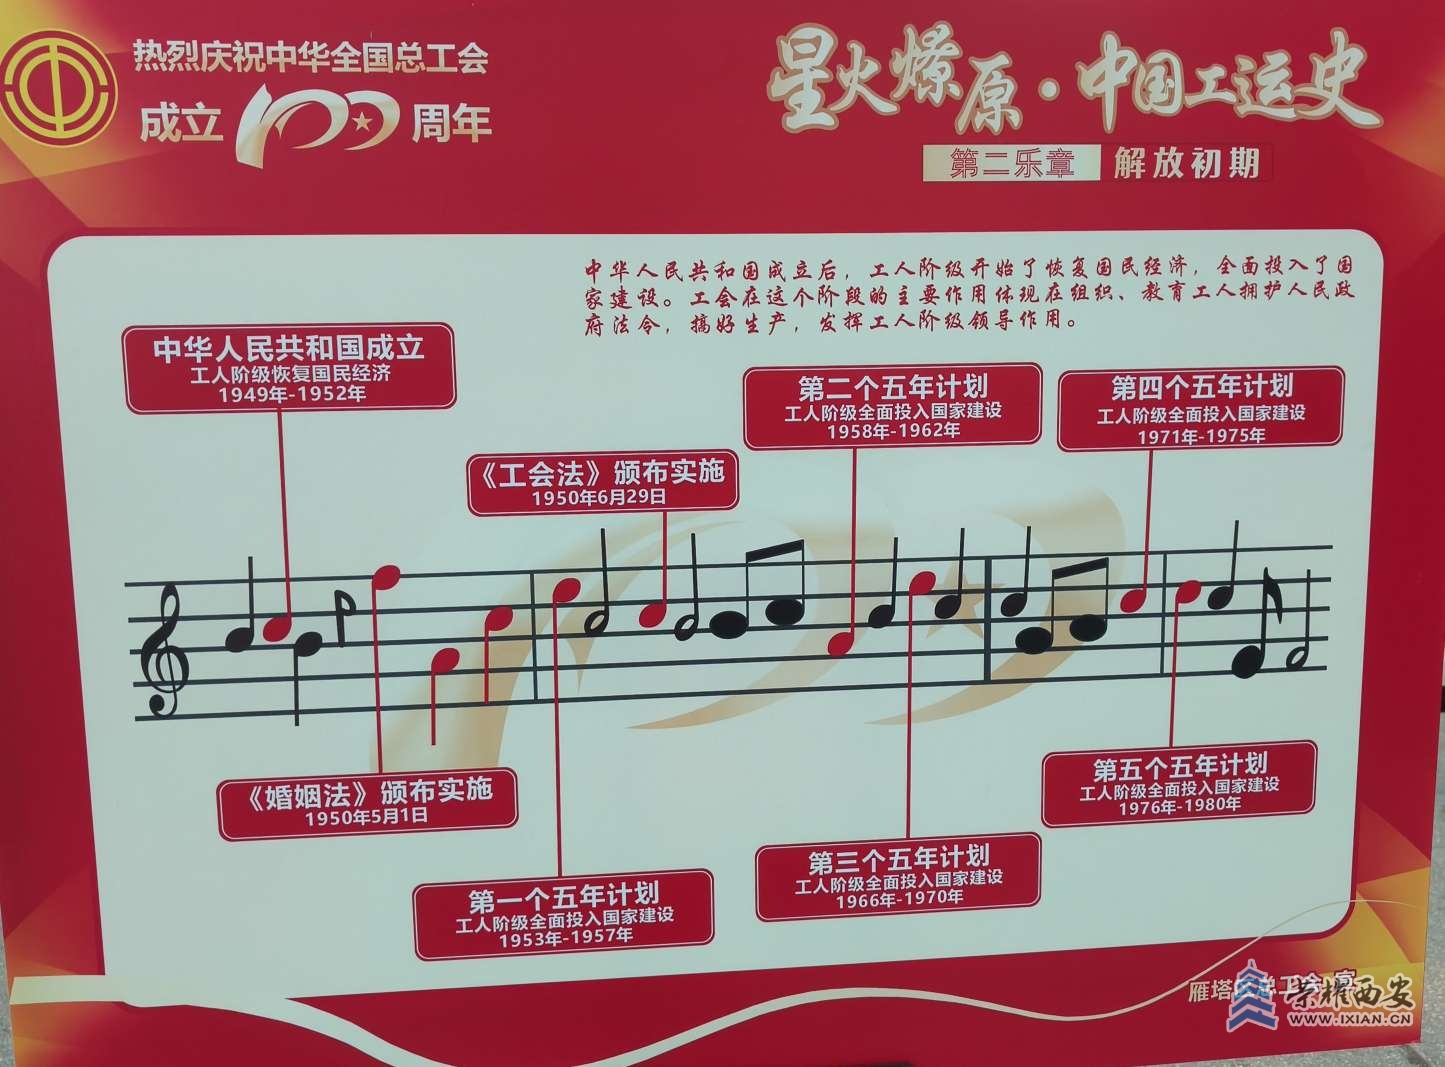 热烈庆祝中华全国总工会
成立100周年
星火燎原·中国工运史
第二乐章 解放初期
中华人民共和国成立后，工人阶级开始了恢复国民经济，全面投入了国
家建设。工会在这个阶段的主要作用体现在组织、教育工人拥护人民政
府法令，搞好生产，发挥工人阶级领导作用。
中华人民共和国成立
工人阶级恢复国民经济
1949年-1952年
《工会法》颁布实施
1950年6月29日
第二个五年计划
工人阶级全面投入国家建设
1958年-1962年
第四个五年计划
工人阶级全面投入国家建设
1971年-1975年
《婚姻法》颁布实施
1950年5月1日
第一个五年计划
工人阶级全面投入国家建设
1953年-1957年
第三个五年计划
工人阶级全面投入国家建设
1966年-1970年
第五个五年计划
工人阶级全面投入国家建设
1976年-1980年
雁塔 总工会 宣
荣耀西安
WWW.IXIAN.CN